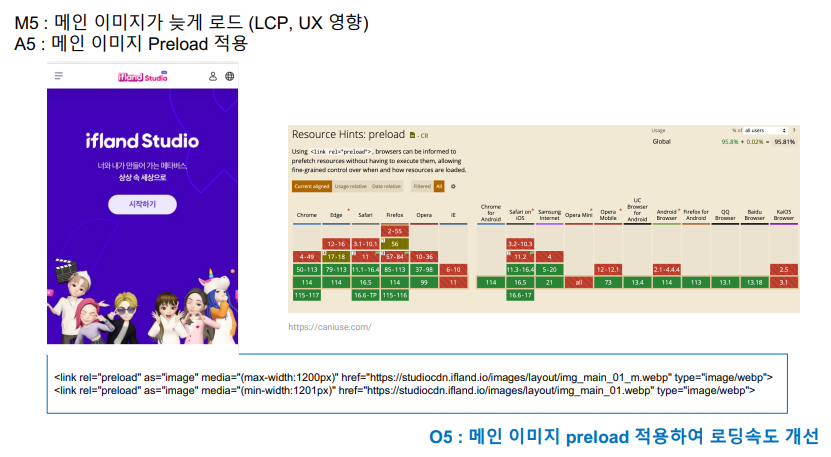 M5 : 메인 이미지가 늦게 로드 (LCP, UX 영향)
A5 : 메인 이미지 Preload 적용
ifland Studio
ifland Studio
너와 내가 만들어 가는 메타버스,
상상 속 세상으로
시작하기
Resource Hints: preload - CR
Usage % of all users ?
Global 95.8% + 0.02% = 95.81%
Using <link rel="preload">, browsers can be informed to
prefetch resources without having to execute them, allowing
fine-grained control over when and how resources are loaded.
Current aligned Usage relative Date relative Filtered All
Chrome Edge Safari Firefox Opera IE Chrome for Android Safari on iOS Samsung Internet Opera Mini Opera Mobile UC Browser for Android Android Browser Firefox for Android QQ Browser Baidu Browser KaiOS Browser
2-55
12-16 3.1-10.1 56 3.2-10.3
4-49 17-18 11 57-84 10-36 11.2 4
50-113 79-113 11.1-16.4 85-113 37-98 6-10 11.3-16.4 5-20 12-12.1 2.1-4.4.4 2.5
114 114 16.5 114 99 11 114 16.5 21 all 73 13.4 114 113 13.1 13.18 3.1
115-117 16.6-TP 115-116 16.6-17
https://caniuse.com/
<link rel="preload" as="image" media="(max-width:1200px)" href="https://studiocdn.ifland.io/images/layout/img_main_01_m.webp" type="image/webp">
<link rel="preload" as="image" media="(min-width:1201px)" href="https://studiocdn.ifland.io/images/layout/img_main_01.webp" type="image/webp">
O5 : 메인 이미지 preload 적용하여 로딩속도 개선